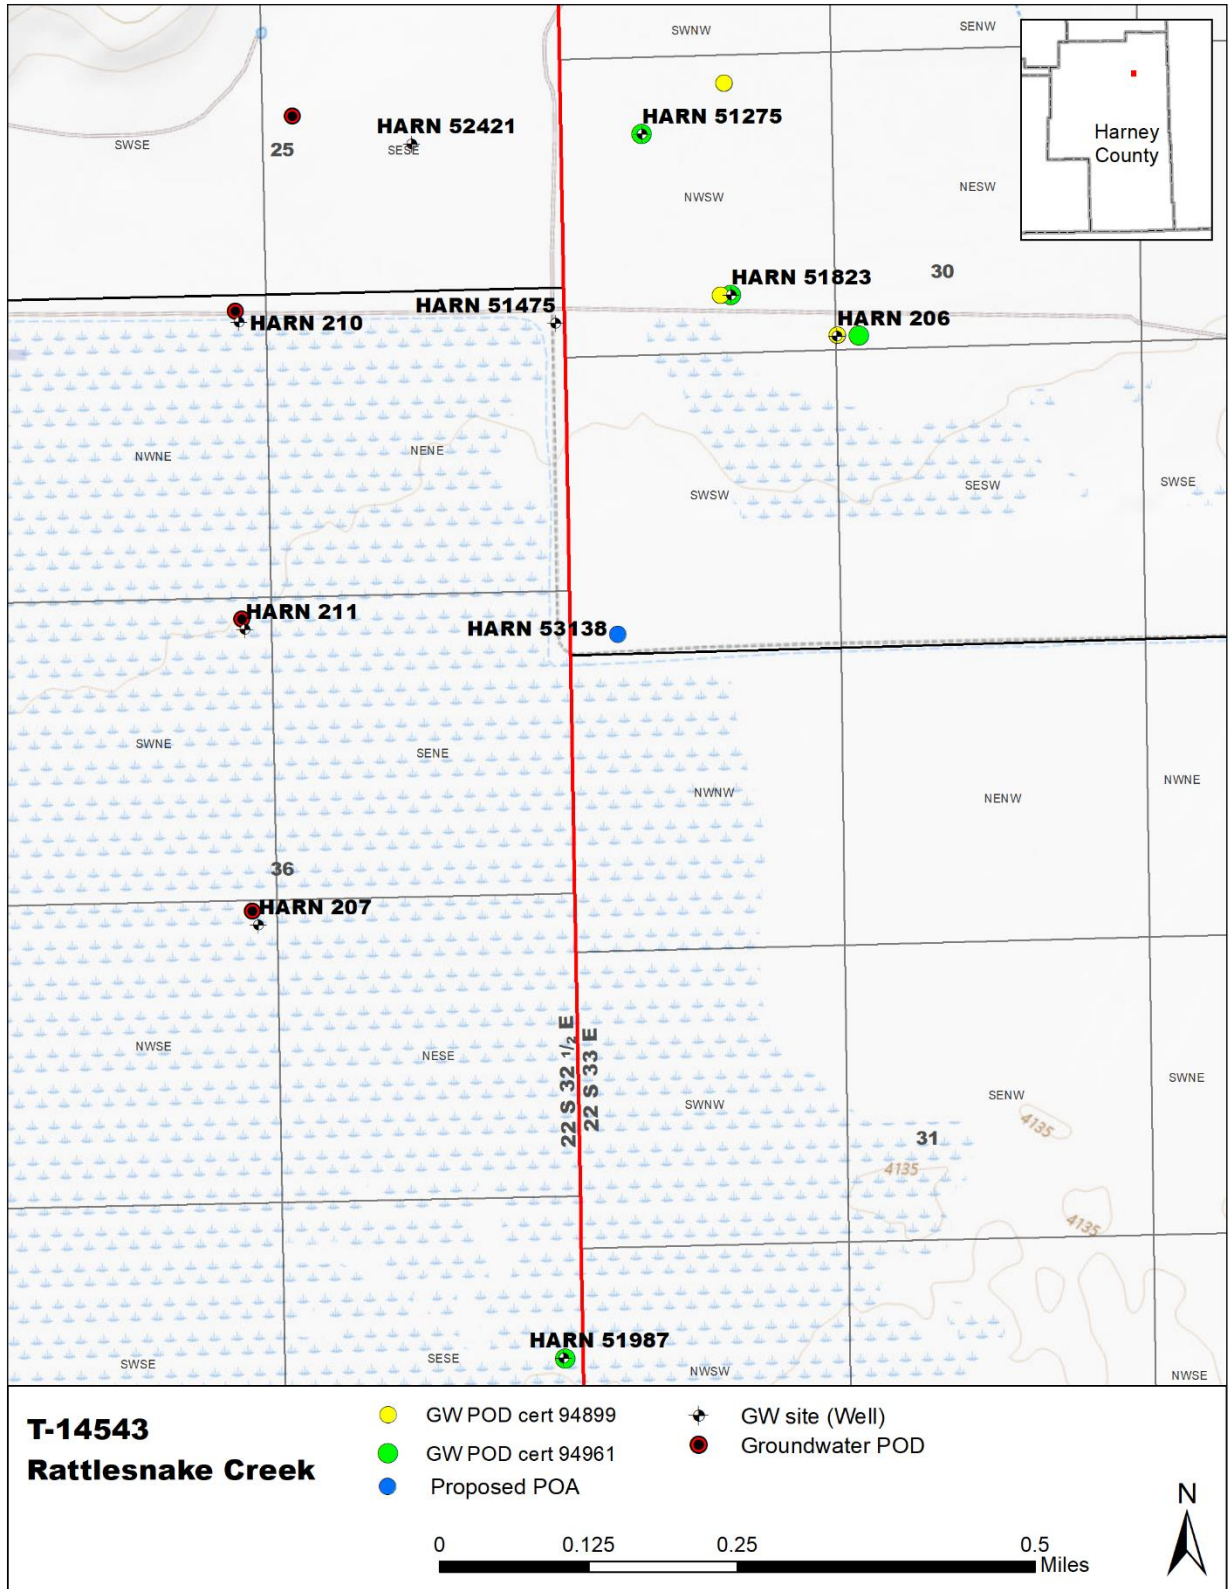 SWNW
SENW
HARN 51275
HARN 52421
SWSE
25
SESE
Harney
County
NWSW
NESW
HARN 51823
30
HARN 51475
HARN 210
HARN 206
NWNE
NENE
SWSW
SESW
SWSE
HARN 211
HARN 53138
SWNE
SENE
NWNW
NENW
NWNE
36
HARN 207
22 S 32 1/2 E
22 S 33 E
NWSE
NESE
SWNW
SENW
SWNE
4135
31
4135
4135
HARN 51987
SWSE
SESE
NWSW
NWSE
T-14543
Rattlesnake Creek
GW POD cert 94899
GW POD cert 94961
Proposed POA
GW site (Well)
Groundwater POD
0 0.125 0.25 0.5
Miles
N